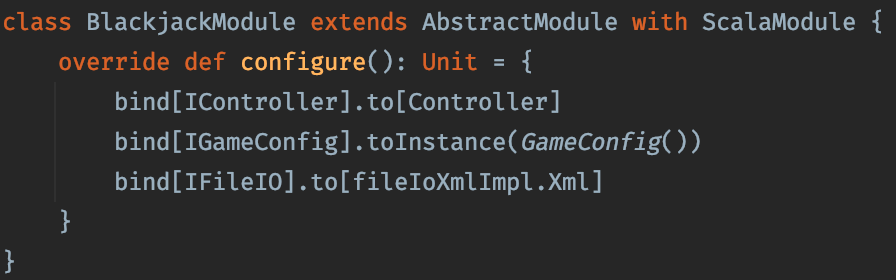 class BlackjackModule extends AbstractModule with ScalaModule {
    override def configure(): Unit = {
        bind[IController].to[Controller]
        bind[IGameConfig].toInstance(GameConfig())
        bind[IFileIO].to[fileIoXmlImpl.Xml]
    }
}